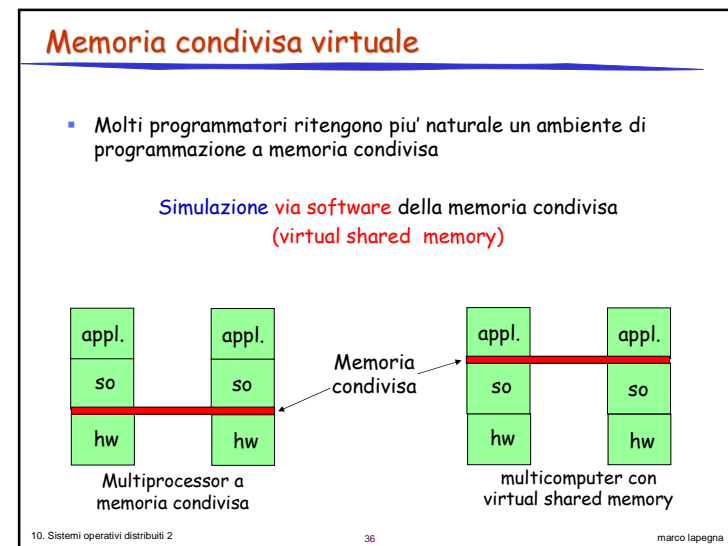 Memoria condivisa virtuale
Molti programmatori ritengono piu' naturale un ambiente di
programmazione a memoria condivisa
Simulazione via software della memoria condivisa
(virtual shared memory)
appl.
so
hw
appl.
so
hw
Multiprocessor a
memoria condivisa
Memoria
condivisa
appl.
so
hw
appl.
so
hw
multicomputer con
virtual shared memory
10. Sistemi operativi distribuiti 2
36
marco lapegna